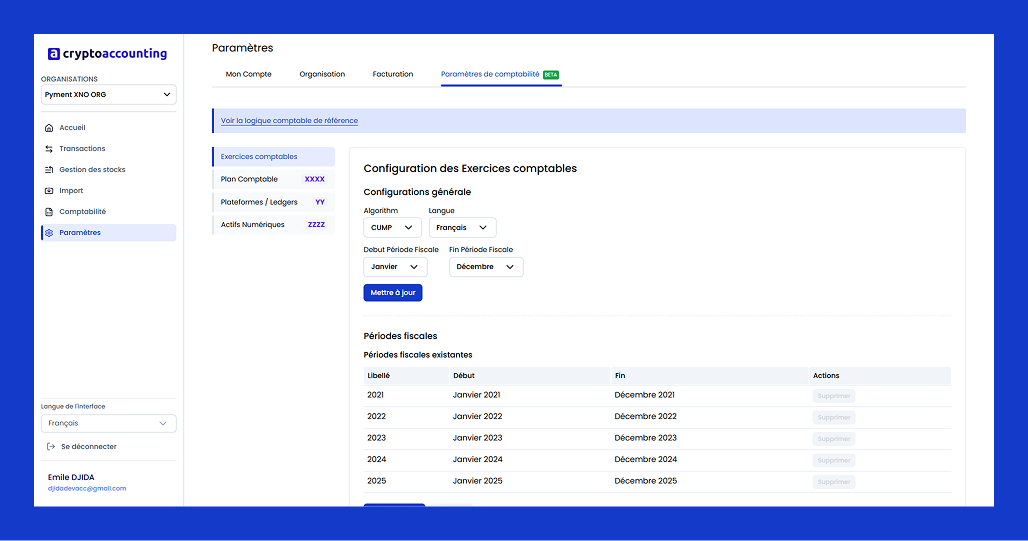 a cryptoaccounting
ORGANISATIONS
Pyment XNO ORG
Accueil
Transactions
Gestion des stocks
Import
Comptabilité
Paramètres
Langue de l'interface
Français
Se déconnecter
Emile DJIDA
djidadevacc@gmail.com
Paramètres
Mon Compte Organisation Facturation Paramètres de comptabilité BETA
Voir la logique comptable de référence
Exercices comptables
Plan Comptable XXXX
Plateformes / Ledgers YY
Actifs Numériques ZZZZ
Configuration des Exercices comptables
Configurations générale
Algorithm Langue
CUMP Français
Debut Période Fiscale Fin Période Fiscale
Janvier Décembre
Mettre à jour
Périodes fiscales
Périodes fiscales existantes
Libellé Début Fin Actions
2021 Janvier 2021 Décembre 2021 Supprimer
2022 Janvier 2022 Décembre 2022 Supprimer
2023 Janvier 2023 Décembre 2023 Supprimer
2024 Janvier 2024 Décembre 2024 Supprimer
2025 Janvier 2025 Décembre 2025 Supprimer